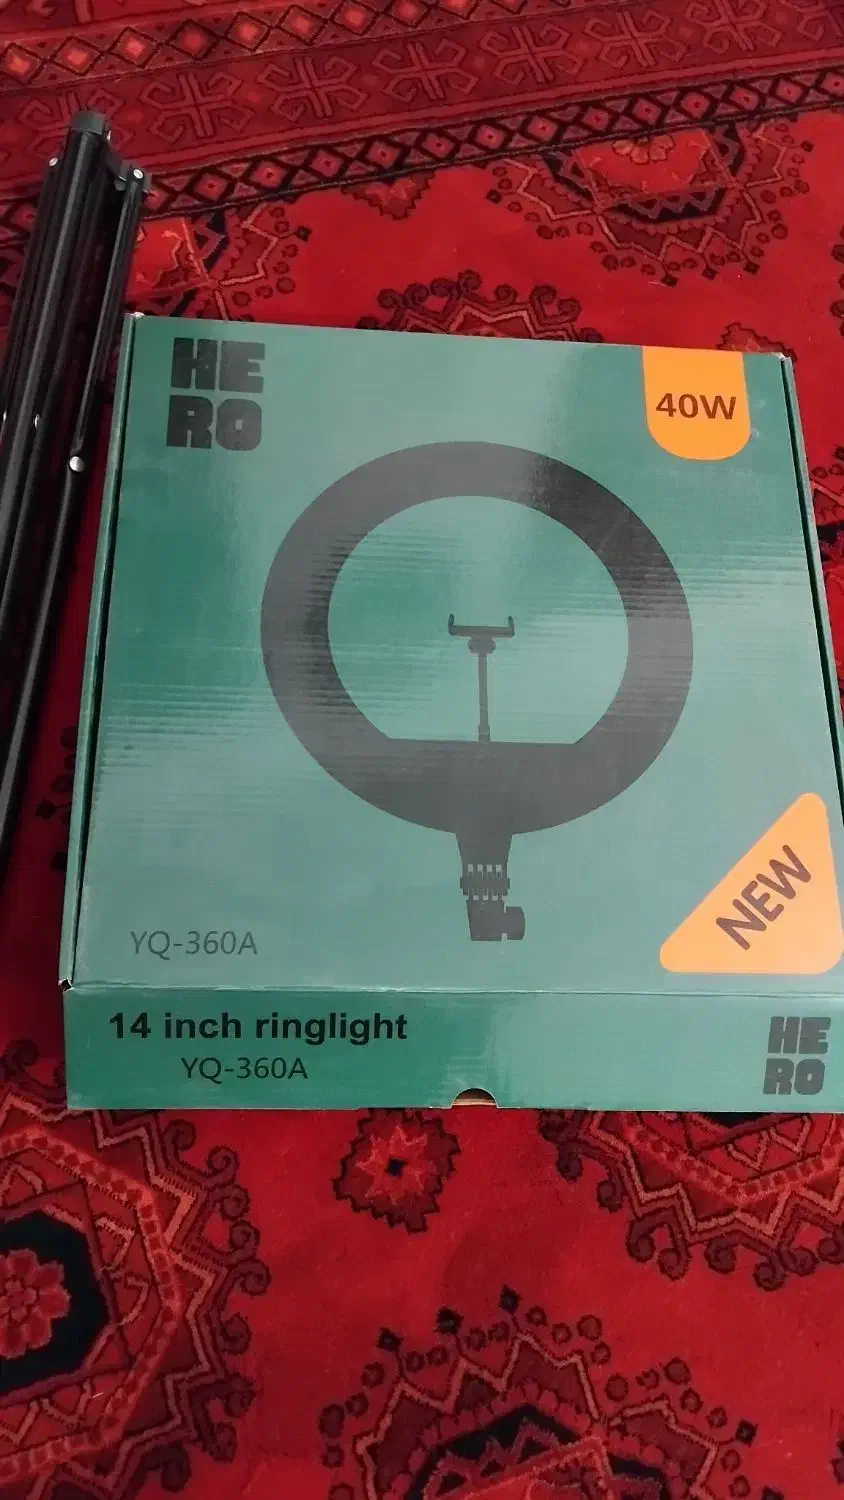 HE
RO
40W
NEW
YQ-360A
14 inch ringlight
YQ-360A
HE
RO